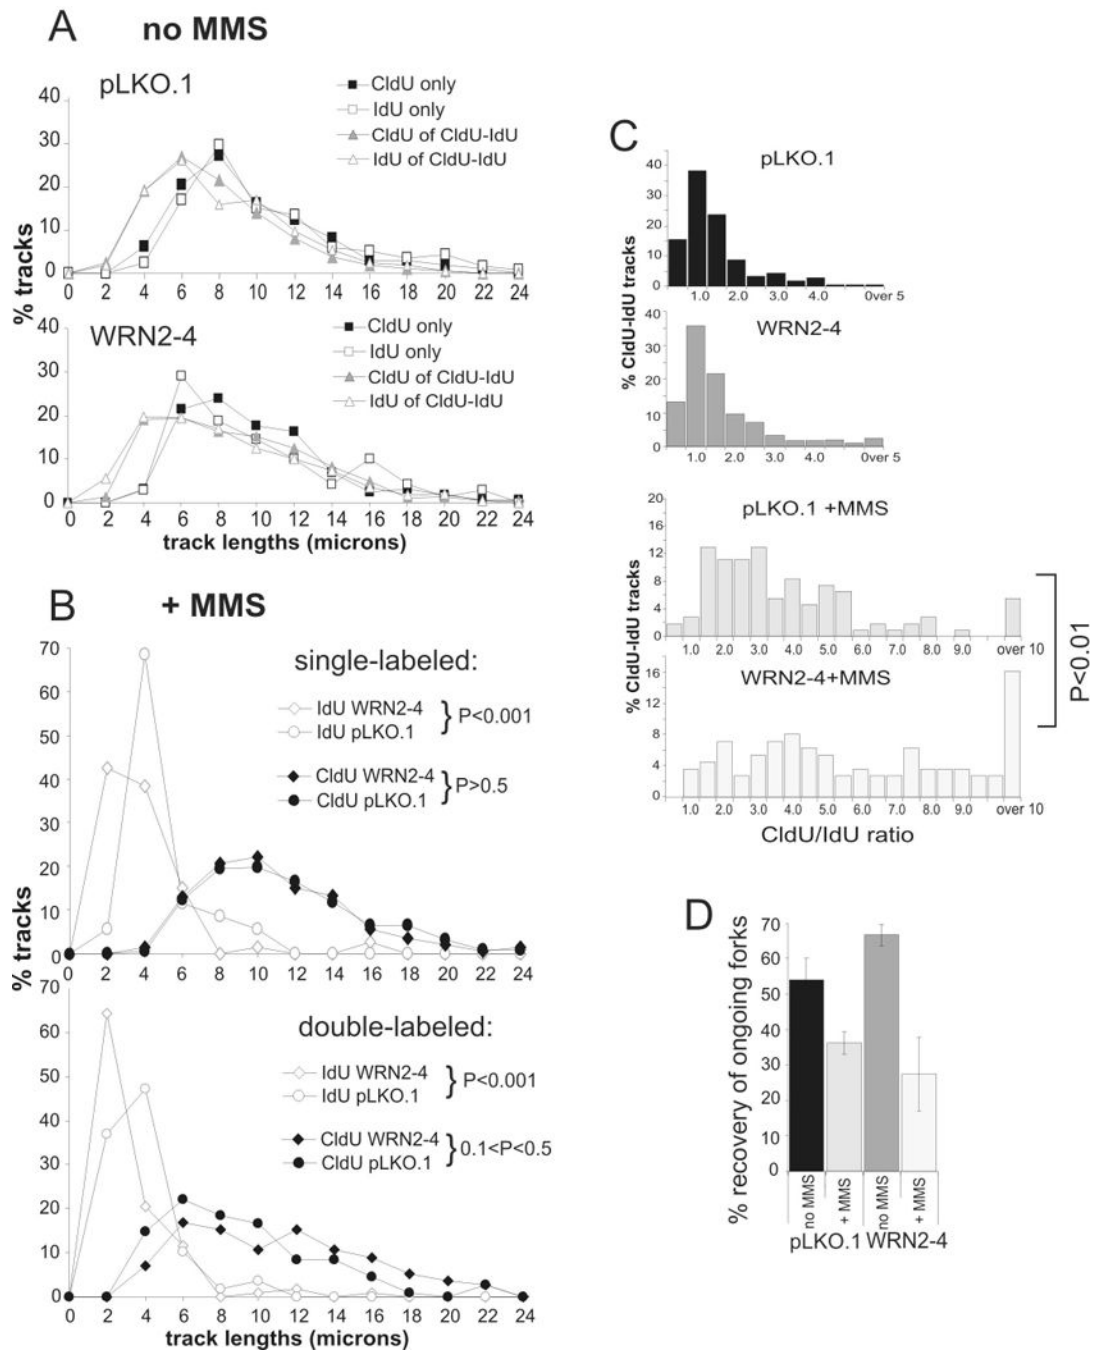 A no MMS
pLKO.1
CldU only
IdU only
CldU of CldU-IdU
IdU of CldU-IdU
40
30
20
10
0
0 2 4 6 8 10 12 14 16 18 20 22 24
% tracks
WRN2-4
CldU only
IdU only
CldU of CldU-IdU
IdU of CldU-IdU
40
30
20
10
0
0 2 4 6 8 10 12 14 16 18 20 22 24
track lengths (microns)
B + MMS
single-labeled:
IdU WRN2-4
IdU pLKO.1
} P<0.001
CldU WRN2-4
CldU pLKO.1
} P>0.5
70
60
50
40
30
20
10
0
0 2 4 6 8 10 12 14 16 18 20 22 24
% tracks
double-labeled:
IdU WRN2-4
IdU pLKO.1
} P<0.001
CldU WRN2-4
CldU pLKO.1
} 0.1<P<0.5
70
60
50
40
30
20
10
0
0 2 4 6 8 10 12 14 16 18 20 22 24
track lengths (microns)
C
pLKO.1
40
30
20
10
0
1.0 2.0 3.0 4.0 0ver 5
% CldU-IdU tracks
WRN2-4
40
30
20
10
0
1.0 2.0 3.0 4.0 0ver 5
pLKO.1 +MMS
20
16
12
8
4
0
1.0 2.0 3.0 4.0 5.0 6.0 7.0 8.0 9.0 over 10
% CldU-IdU tracks
WRN2-4+MMS
16
12
8
4
0
1.0 2.0 3.0 4.0 5.0 6.0 7.0 8.0 9.0 over 10
CldU/IdU ratio
P<0.01
D
% recovery of ongoing forks
70
60
50
40
30
20
10
0
no MMS
+ MMS
no MMS
+ MMS
pLKO.1 WRN2-4